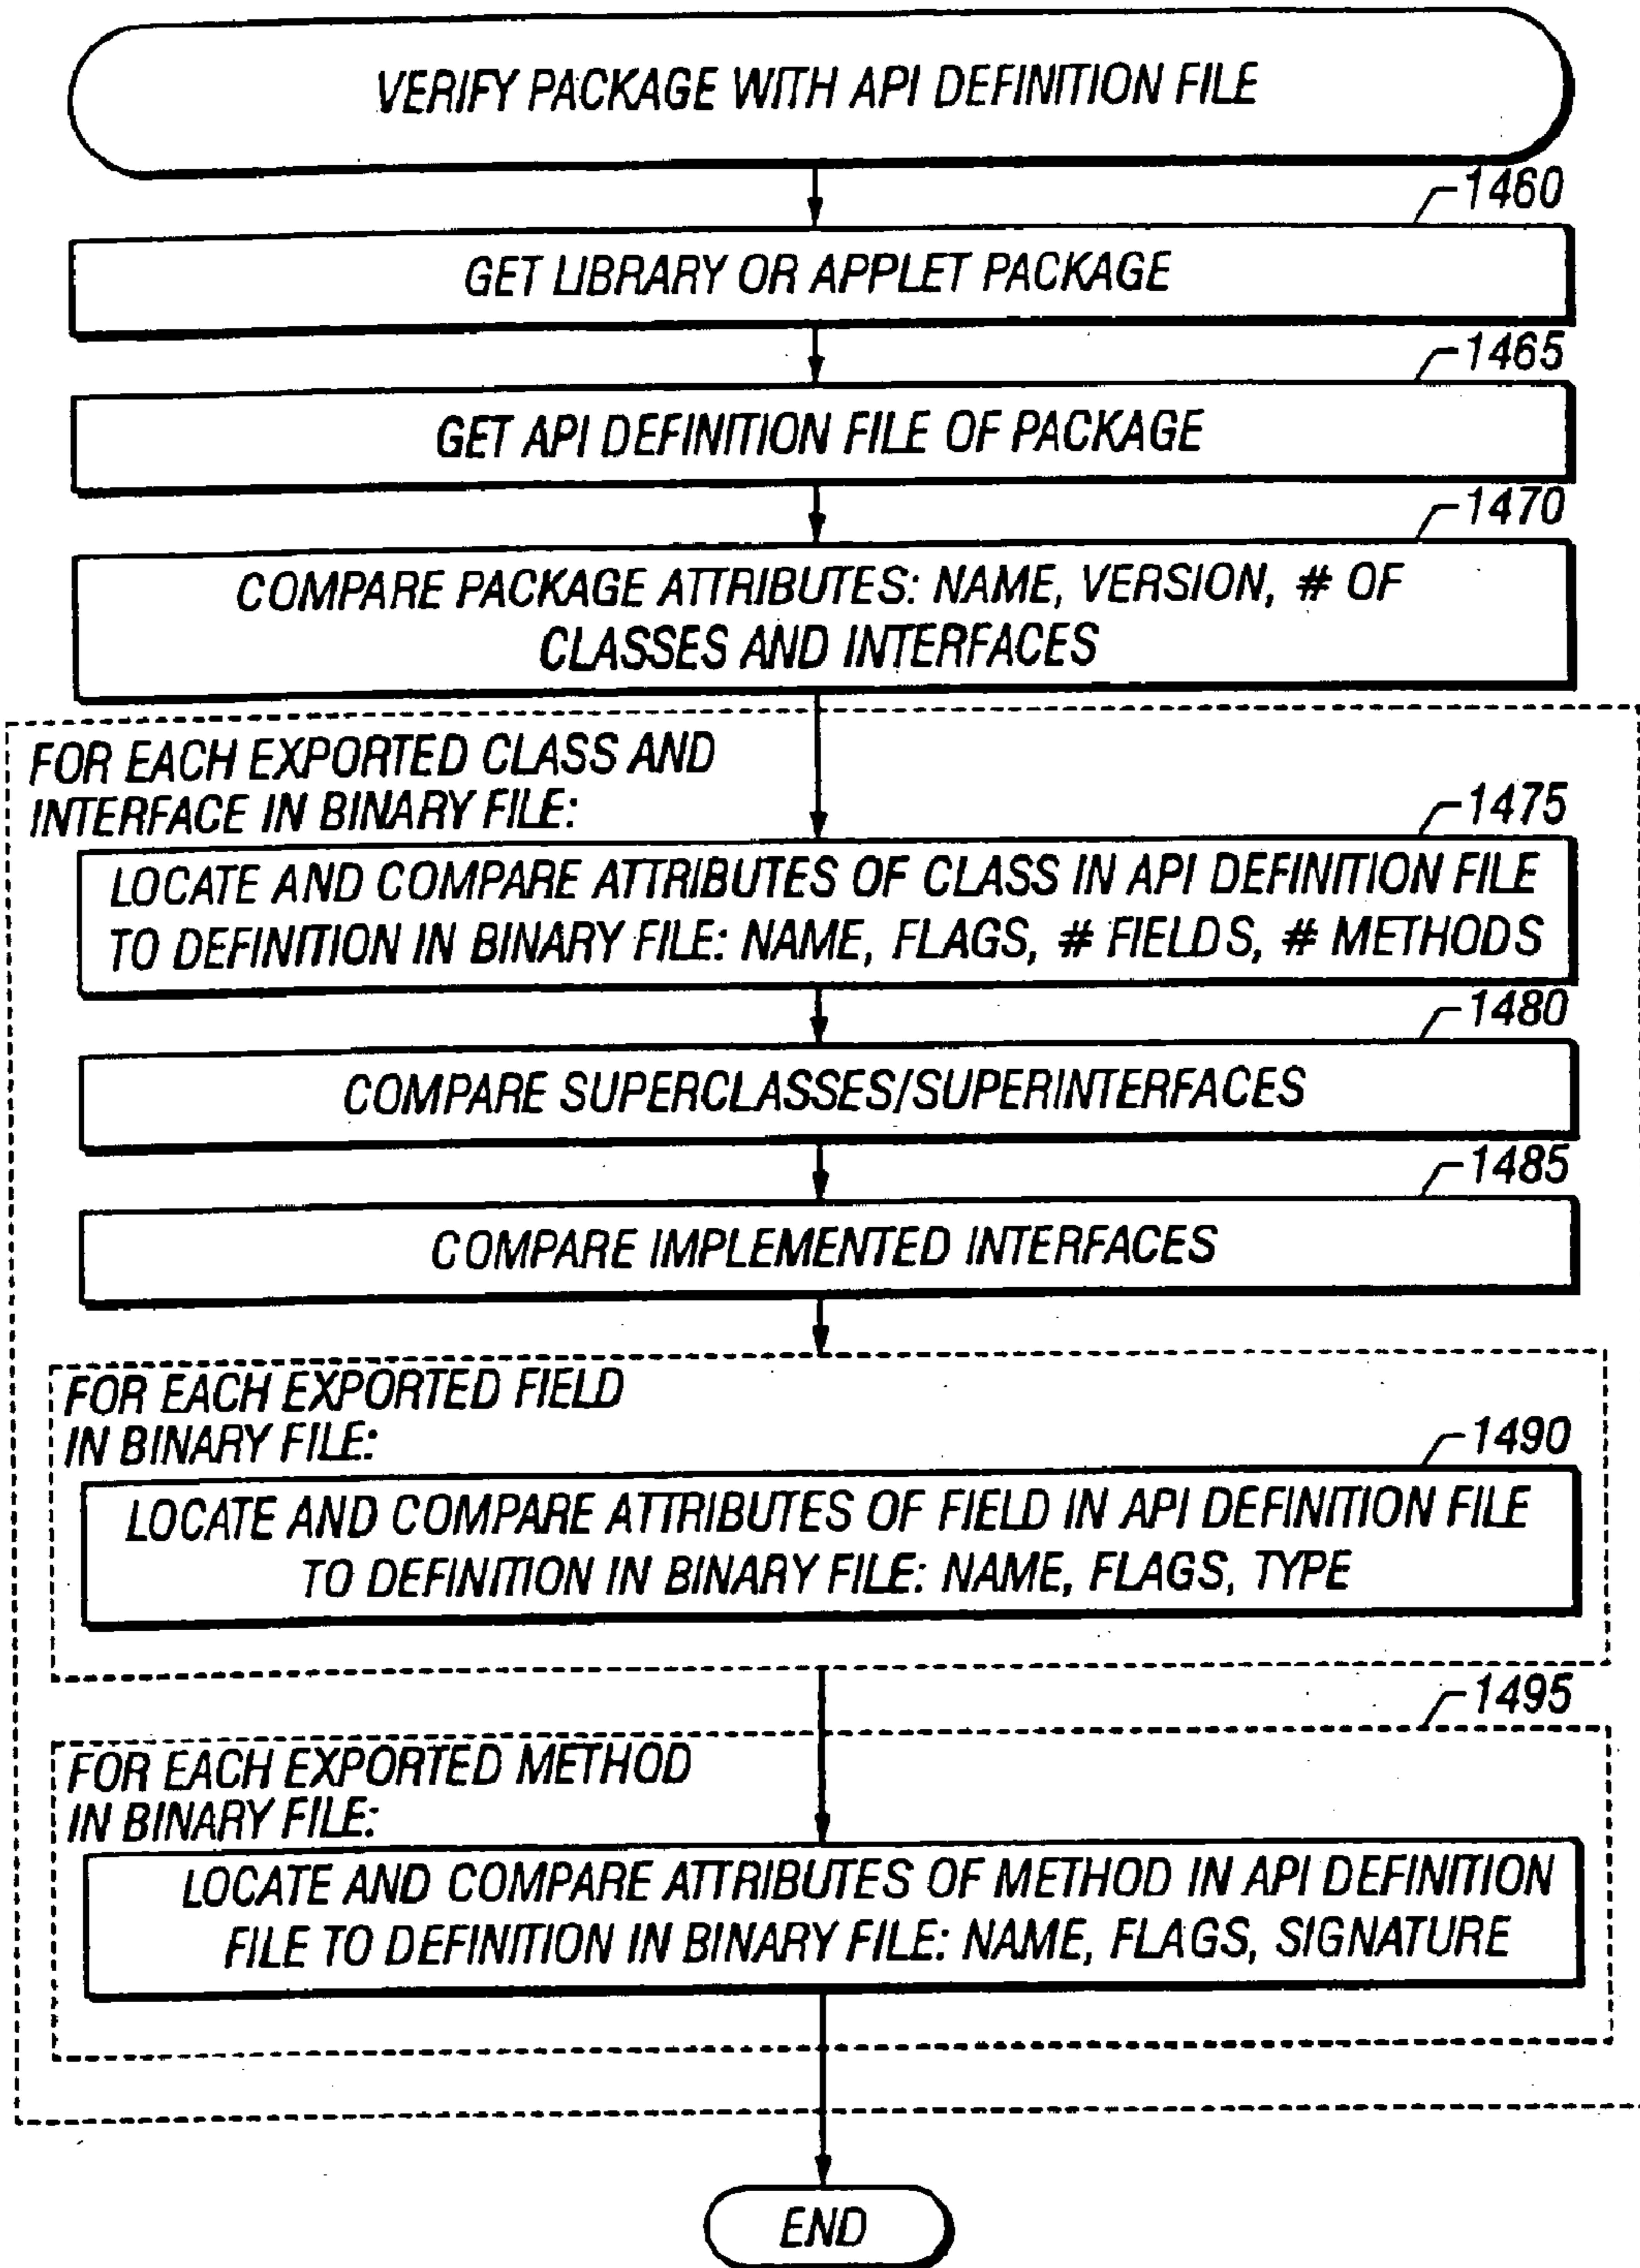 VERIFY PACKAGE WITH API DEFINITION FILE
1460
GET LIBRARY OR APPLET PACKAGE
1465
GET API DEFINITION FILE OF PACKAGE
1470
COMPARE PACKAGE ATTRIBUTES: NAME, VERSION, # OF
CLASSES AND INTERFACES
FOR EACH EXPORTED CLASS AND
INTERFACE IN BINARY FILE:
1475
LOCATE AND COMPARE ATTRIBUTES OF CLASS IN API DEFINITION FILE
TO DEFINITION IN BINARY FILE: NAME, FLAGS, # FIELDS, # METHODS
1480
COMPARE SUPERCLASSES/SUPERINTERFACES
1485
COMPARE IMPLEMENTED INTERFACES
FOR EACH EXPORTED FIELD
IN BINARY FILE:
1490
LOCATE AND COMPARE ATTRIBUTES OF FIELD IN API DEFINITION FILE
TO DEFINITION IN BINARY FILE: NAME, FLAGS, TYPE
1495
FOR EACH EXPORTED METHOD
IN BINARY FILE:
LOCATE AND COMPARE ATTRIBUTES OF METHOD IN API DEFINITION
FILE TO DEFINITION IN BINARY FILE: NAME, FLAGS, SIGNATURE
END